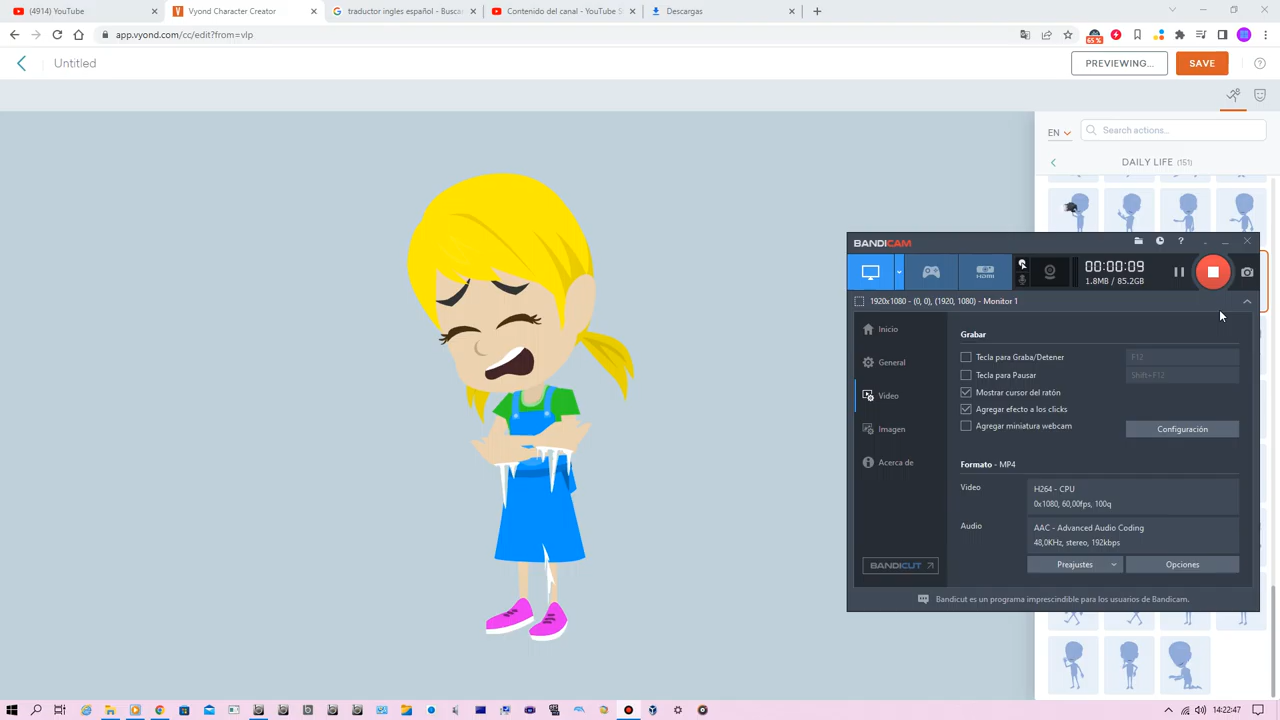 (4914) YouTube
Vyond Character Creator
traductor ingles español - Buscar
Contenido del canal - YouTube S
Descargas
app.vyond.com/cc/edit?from=vlp
65 %
Untitled
PREVIEWING...
SAVE
EN
Search actions...
DAILY LIFE (151)
BANDICAM
HDMI
00:00:09
1.8MB / 85.2GB
1920x1080 - (0, 0), (1920, 1080) - Monitor 1
Inicio
General
Video
Imagen
Acerca de
BANDICUT
Grabar
Tecla para Graba/Detener
F12
Tecla para Pausar
Shift+F12
Mostrar cursor del ratón
Agregar efecto a los clicks
Agregar miniatura webcam
Configuración
Formato - MP4
Video
H264 - CPU
0x1080, 60,00fps, 100q
Audio
AAC - Advanced Audio Coding
48,0KHz, stereo, 192kbps
Preajustes
Opciones
Bandicut es un programa imprescindible para los usuarios de Bandicam.
14:22:47